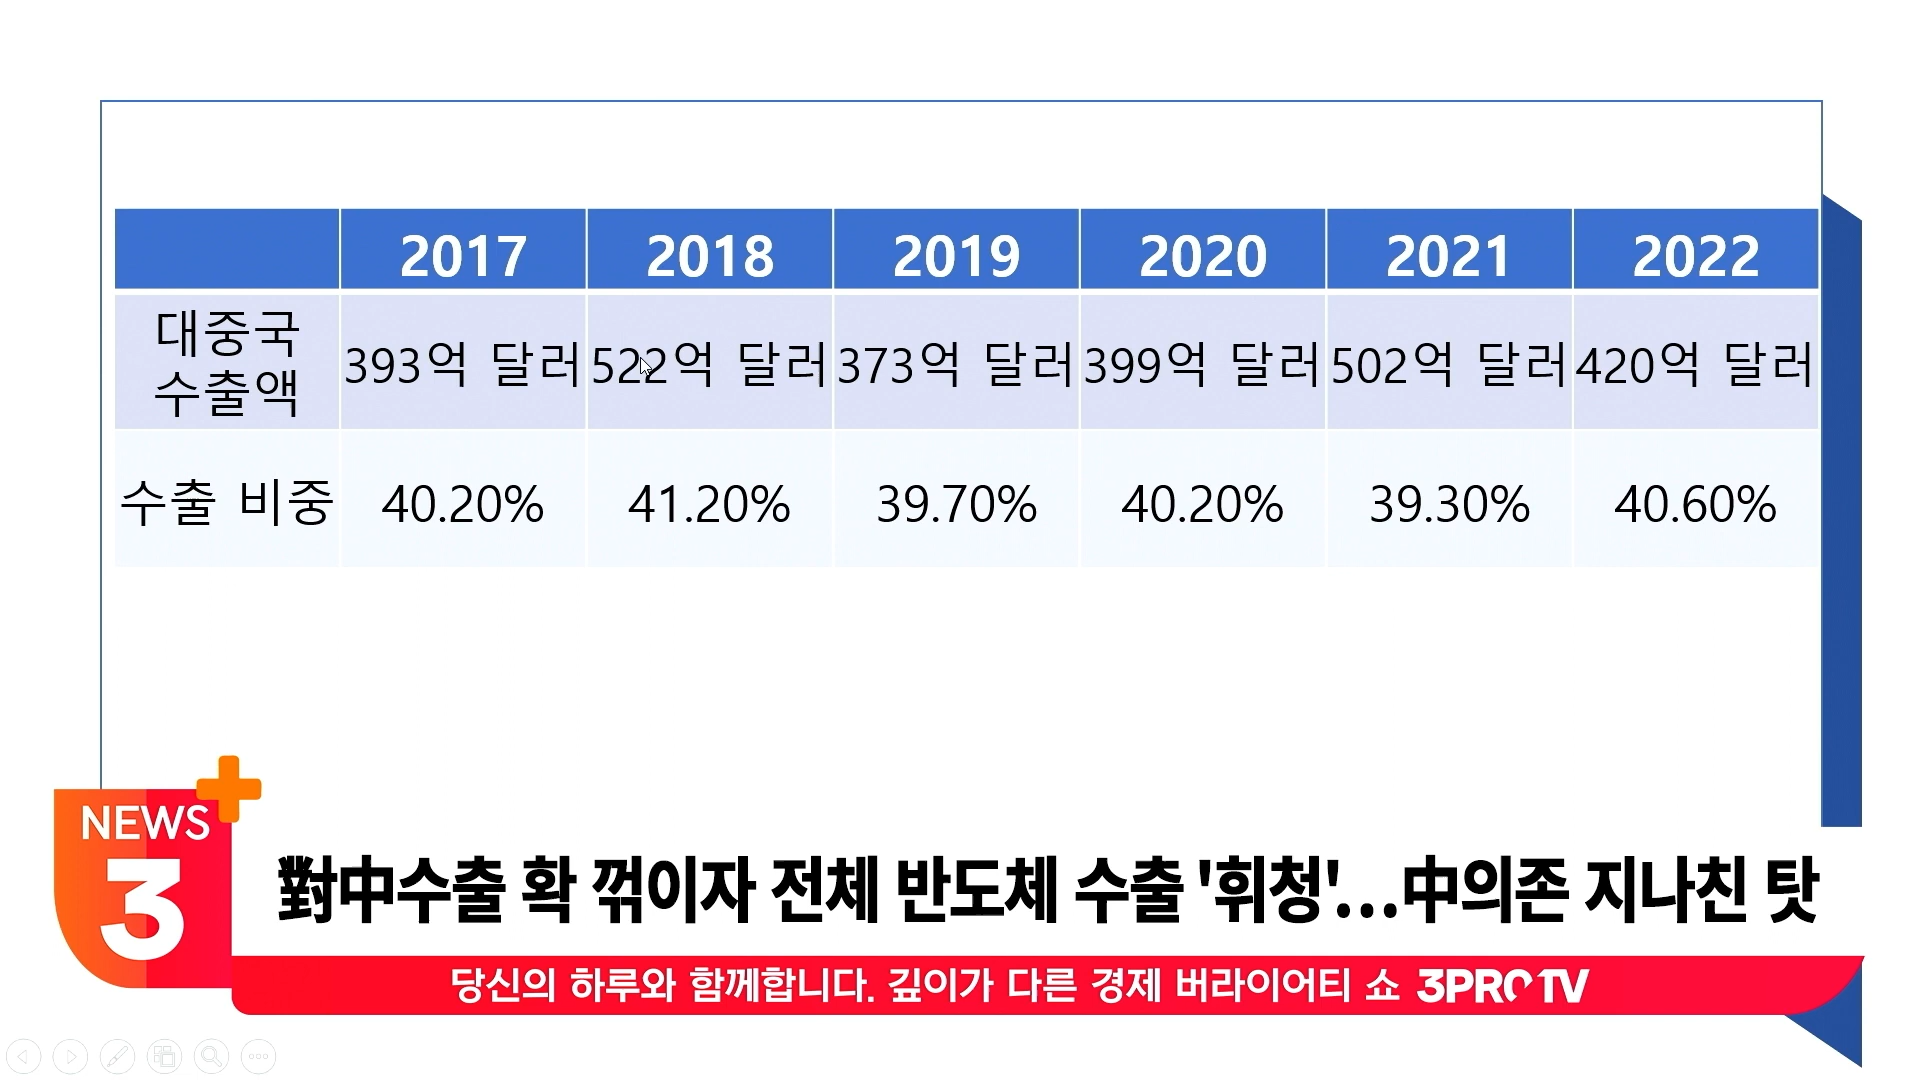 2017 2018 2019 2020 2021 2022
대중국
수출액
393억 달러 522억 달러 373억 달러 399억 달러 502억 달러 420억 달러
수출 비중 40.20% 41.20% 39.70% 40.20% 39.30% 40.60%
NEWS
3
對中수출 확 꺾이자 전체 반도체 수출 '휘청'...中의존 지나친 탓
당신의 하루와 함께합니다. 깊이가 다른 경제 버라이어티 쇼 3PROTV